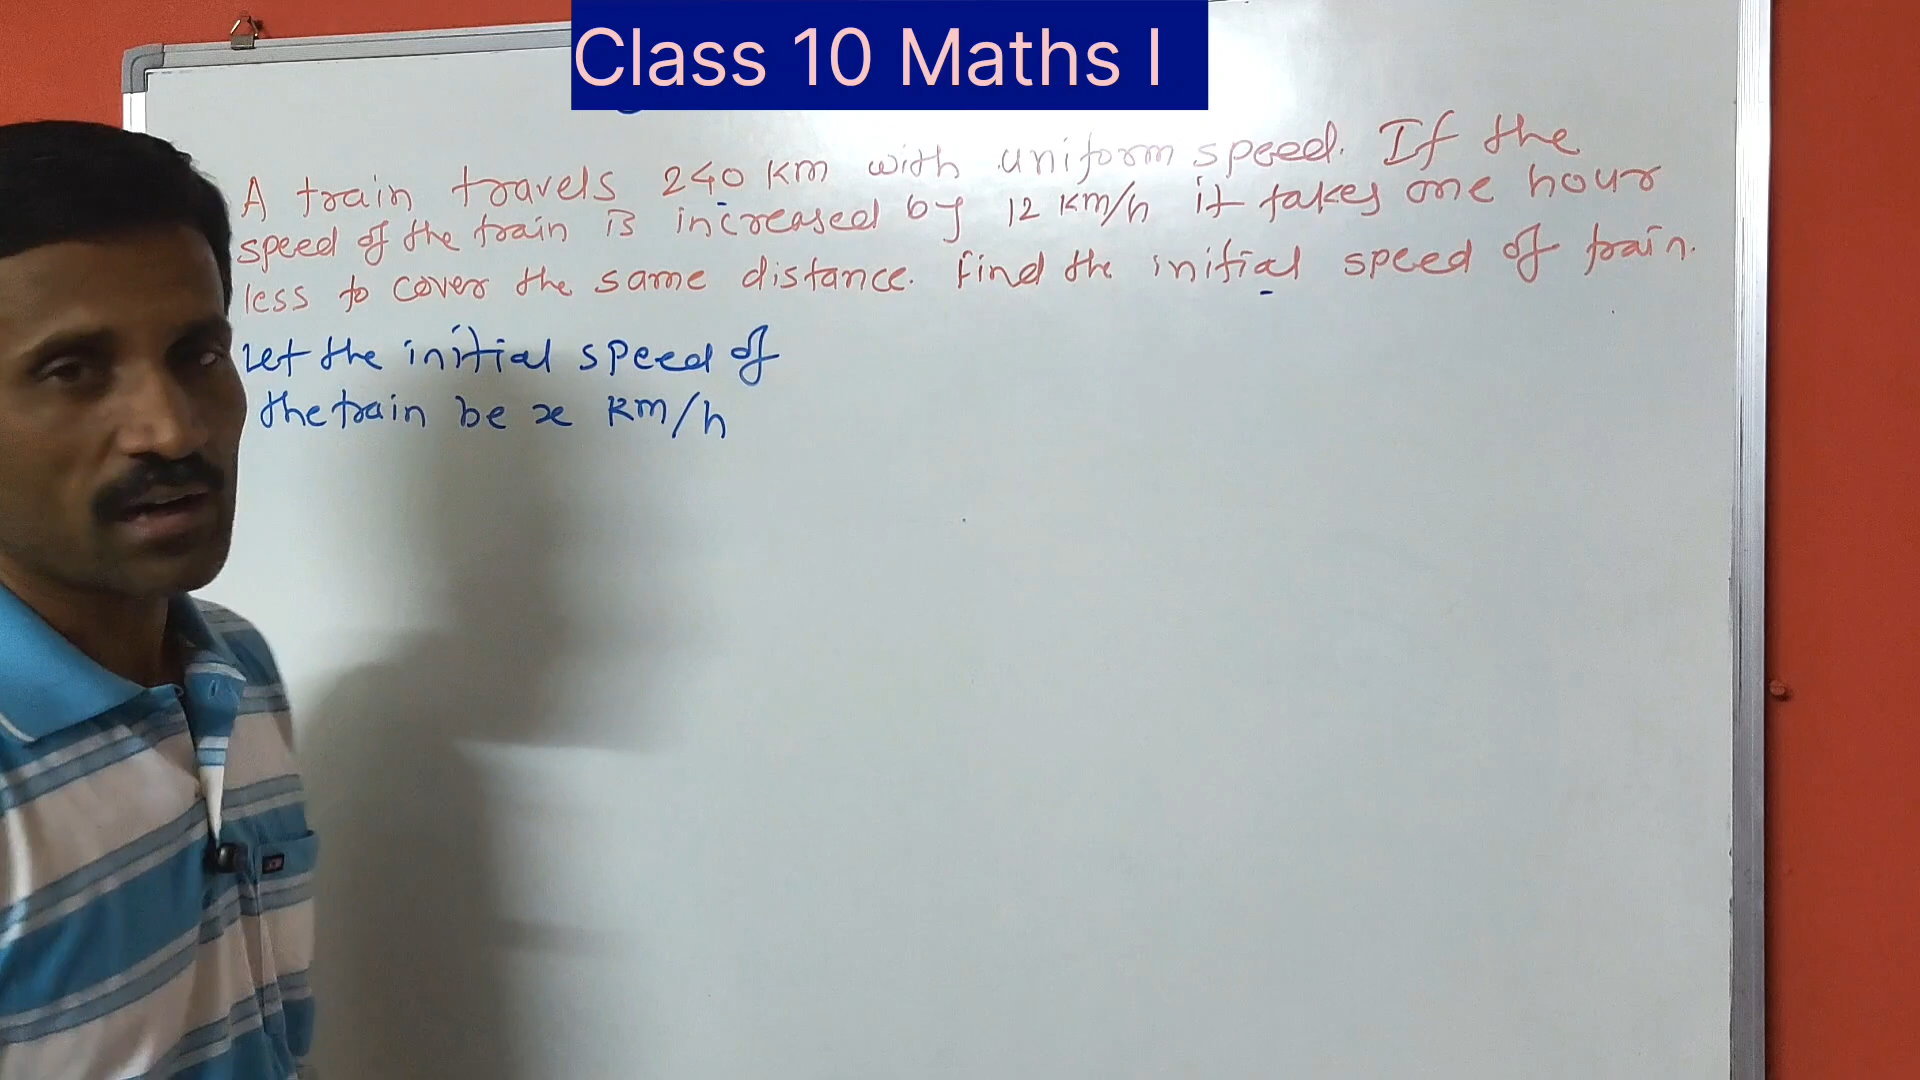 Class 10 Maths I
A train travels 240 km with uniform speed. If the
speed of the train is increased by 12 km/h it takes one hour
less to cover the same distance. Find the initial speed of train.
Let the initial speed of
the train be x km/h